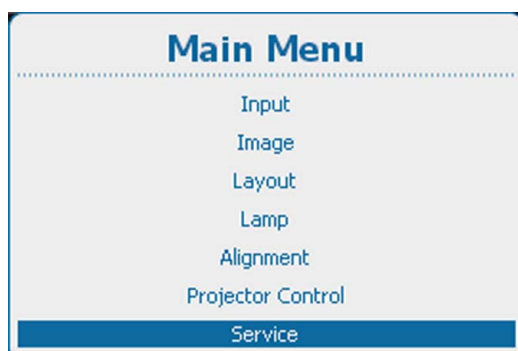 Main Menu
Input
Image
Layout
Lamp
Alignment
Projector Control
Service